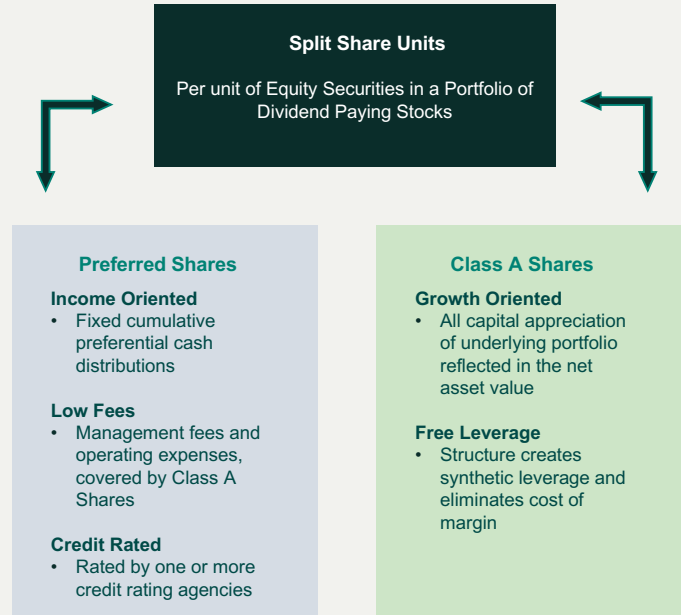 Split Share Units
Per unit of Equity Securities in a Portfolio of
Dividend Paying Stocks
Preferred Shares
Income Oriented
• Fixed cumulative
preferential cash
distributions
Low Fees
• Management fees and
operating expenses,
covered by Class A
Shares
Credit Rated
• Rated by one or more
credit rating agencies
Class A Shares
Growth Oriented
• All capital appreciation
of underlying portfolio
reflected in the net
asset value
Free Leverage
• Structure creates
synthetic leverage and
eliminates cost of
margin